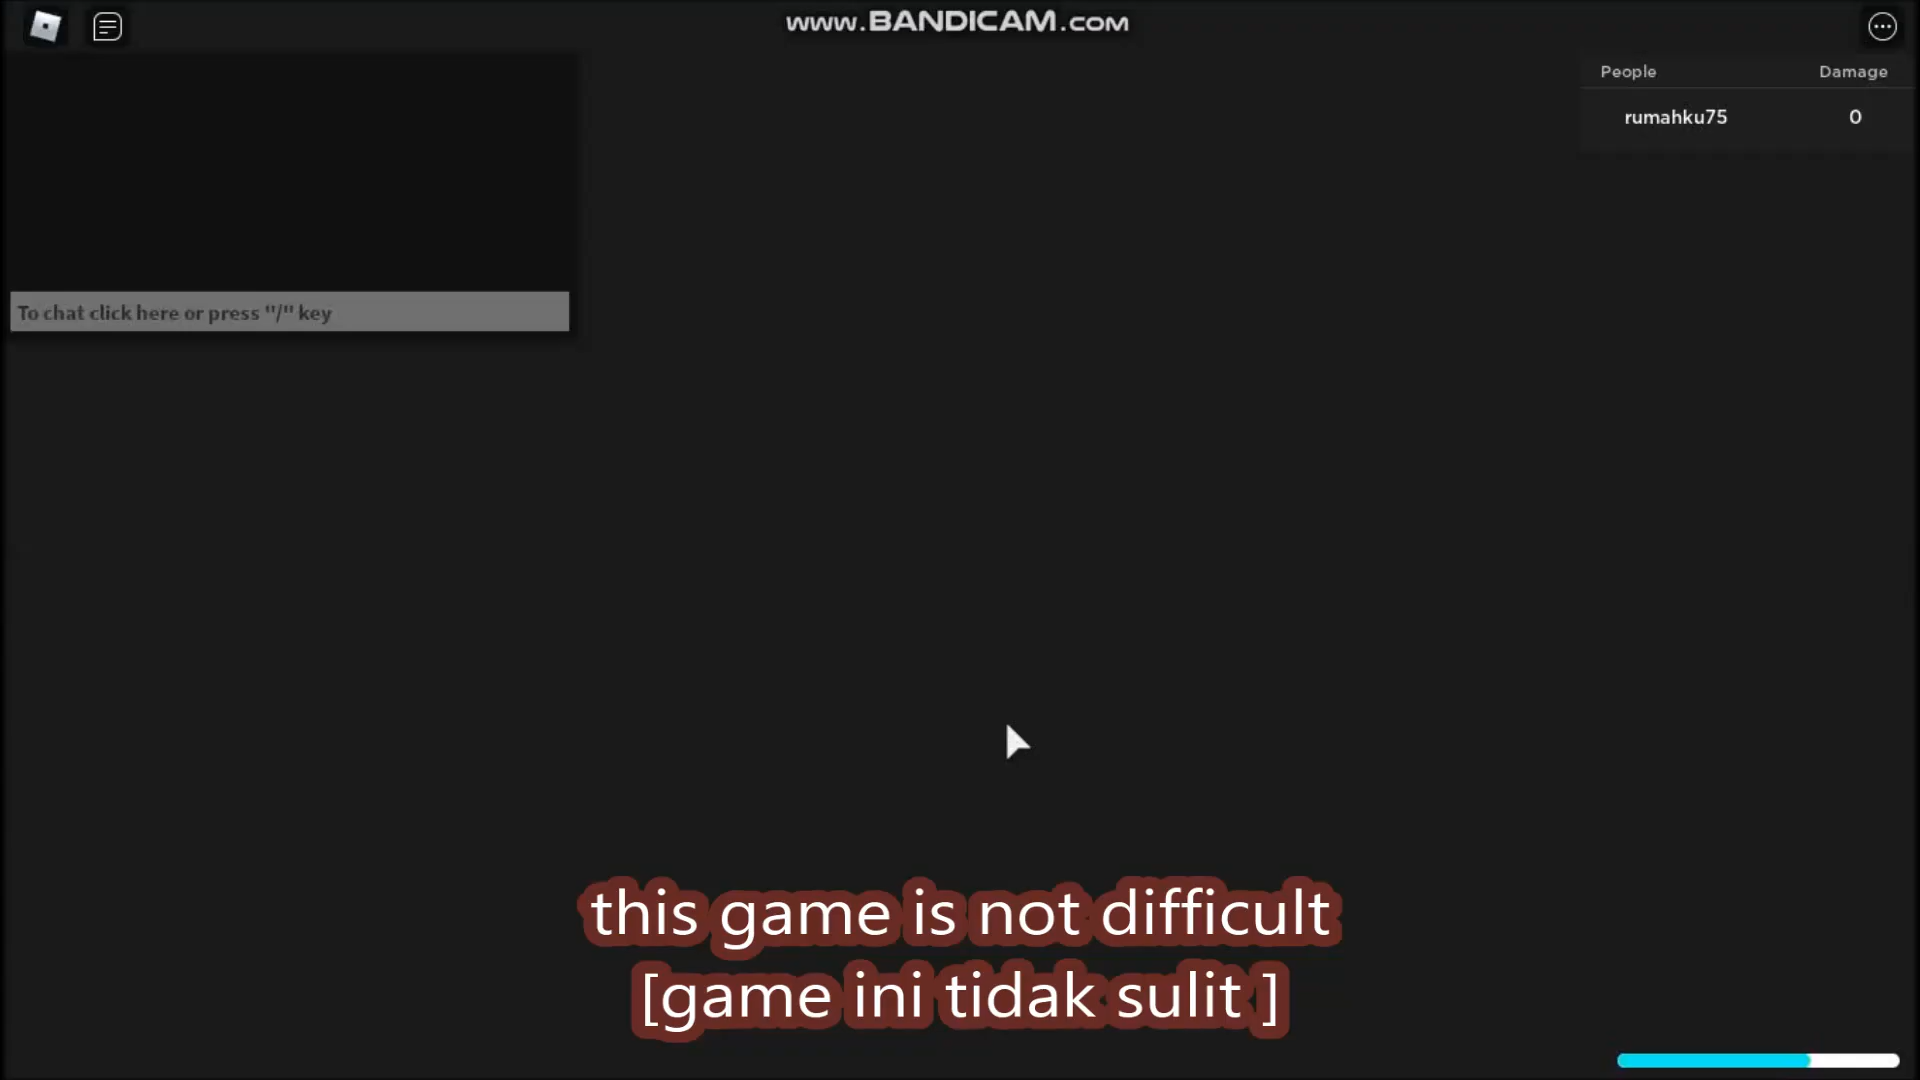 www.BANDICAM.com
People Damage
rumahku75 0
To chat click here or press "/" key
this game is not difficult
[game ini tidak sulit ]